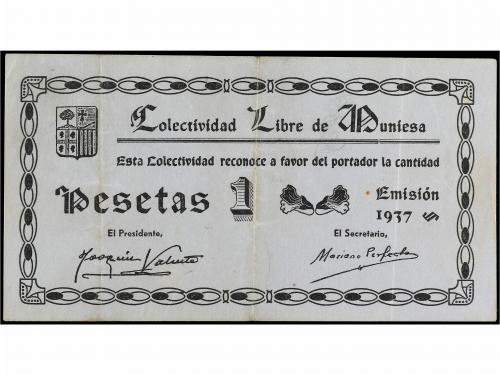 Colectividad Libre de Muniesa
Esta Colectividad reconoce a favor del portador la cantidad
Pesetas 1
Emisión
1937
El Presidente,
El Secretario,
Joaquin Valiente
Mariano Perfecto